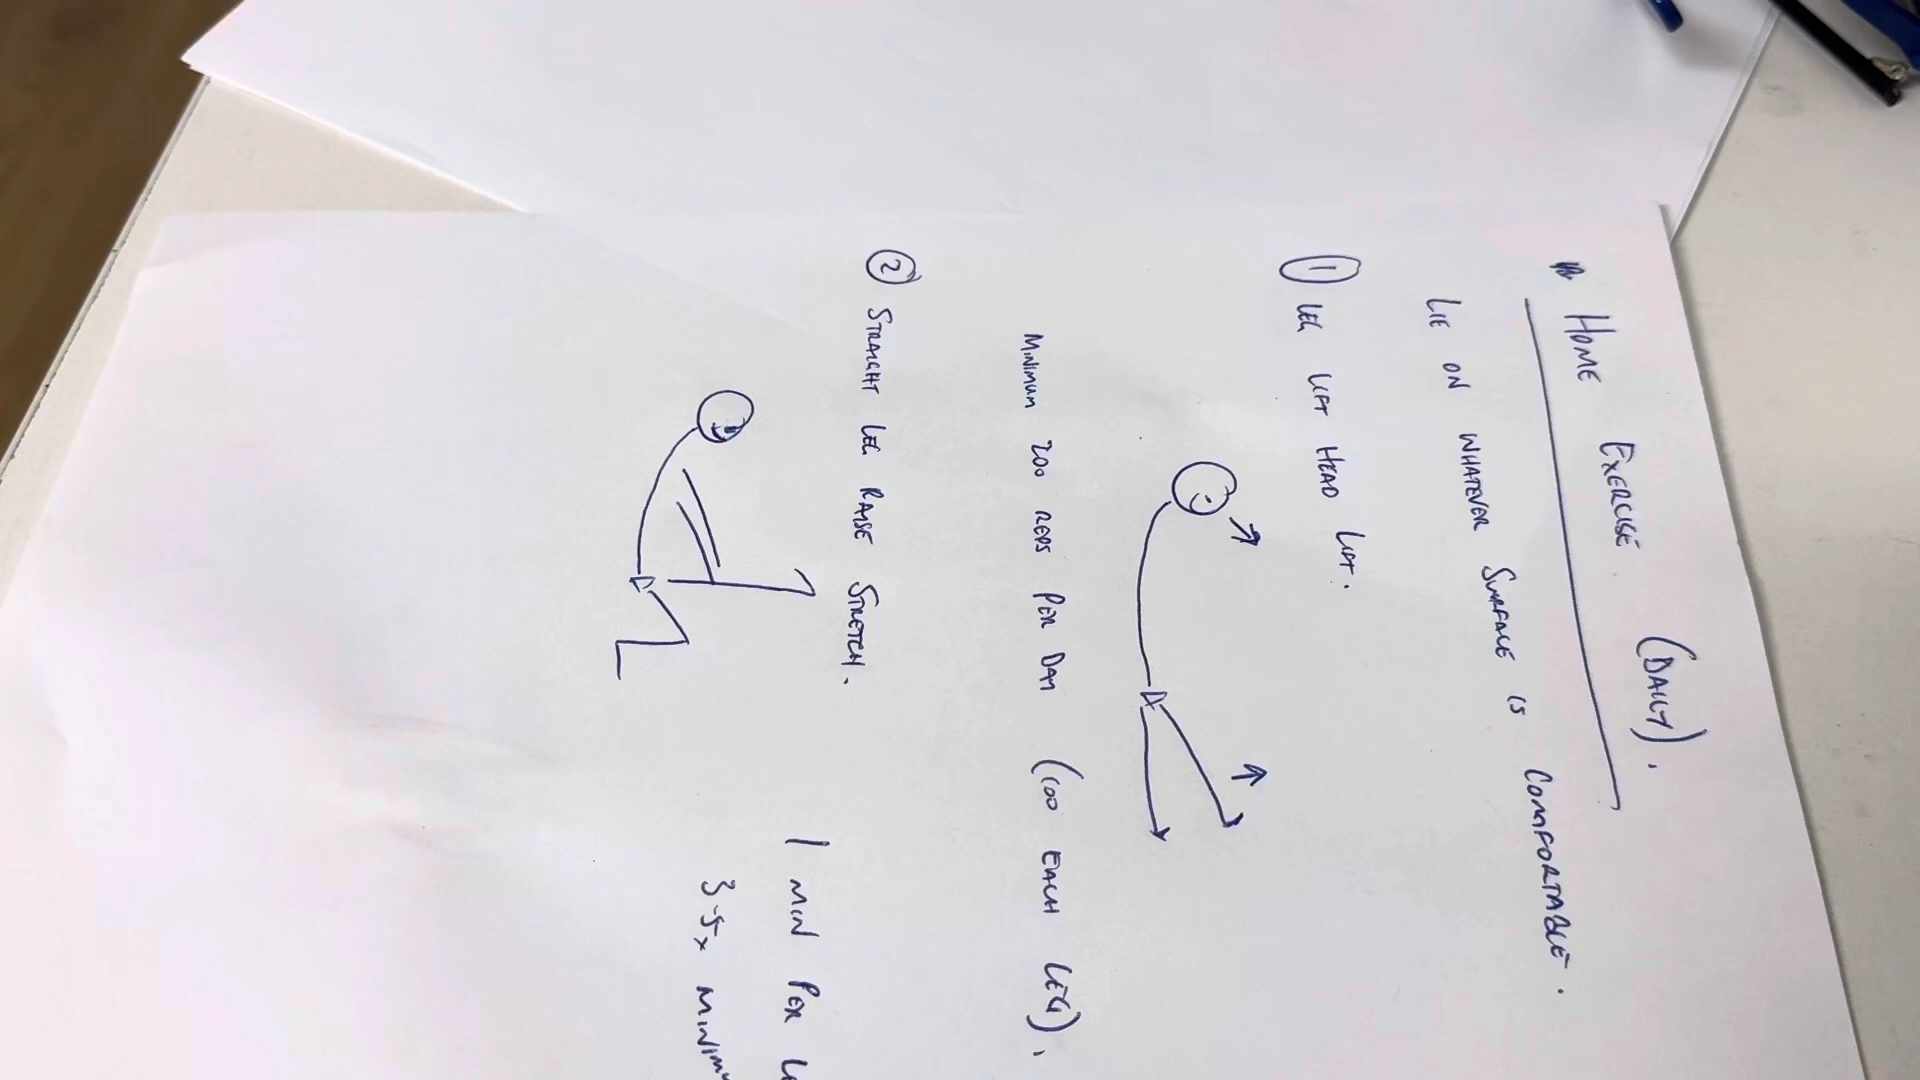 HOME EXERCISE (DAILY).
LIE ON WHATEVER SURFACE IS COMFORTABLE.
① LEG LIFT HEAD LIFT.
MINIMUM 200 REPS PER DAY (100 EACH LEG).
② STRAIGHT LEG RAISE STRETCH.
1 MIN PER
3-5x